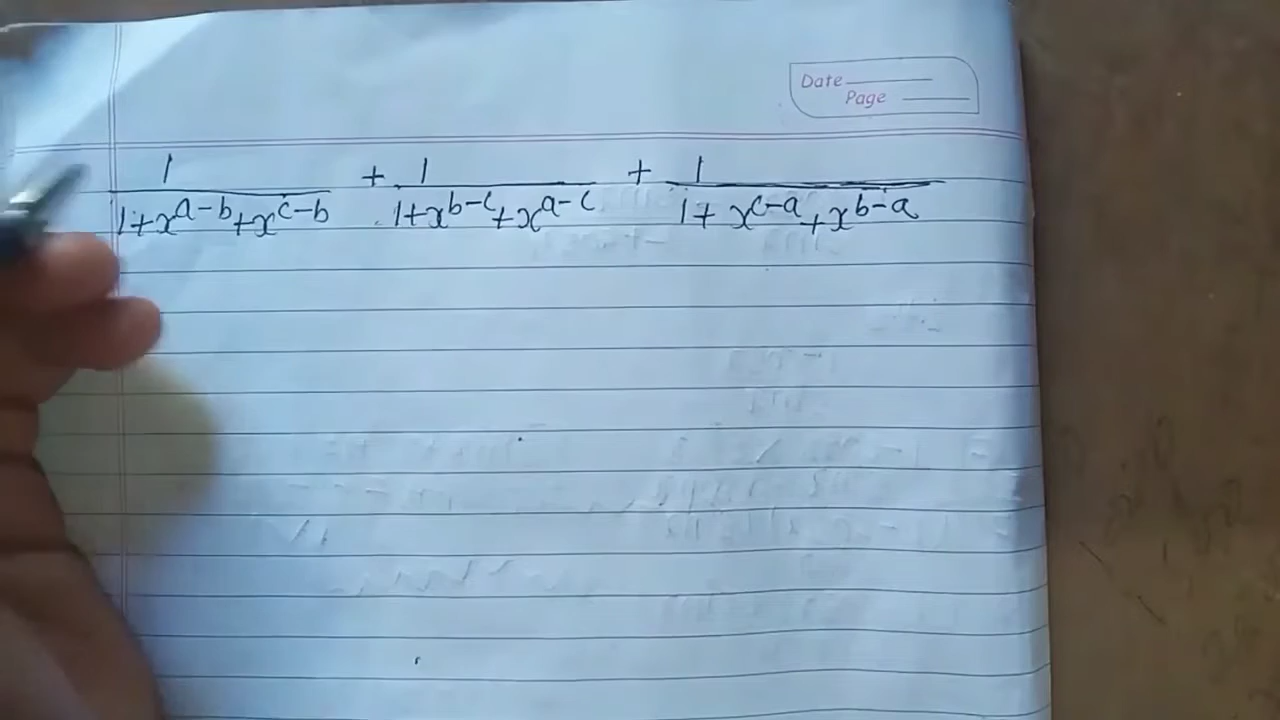 Date
Page
1/(1+x^{a-b}+x^{c-b}) + 1/(1+x^{b-c}+x^{a-c}) + 1/(1+x^{c-a}+x^{b-a})